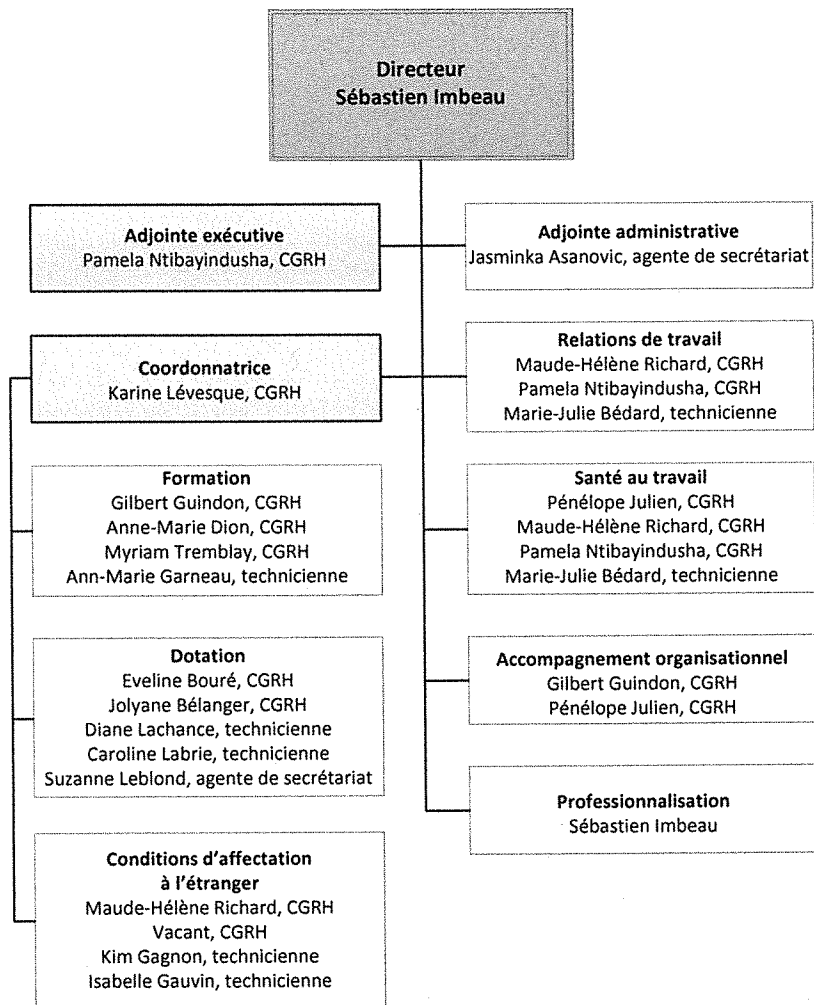 Directeur
Sébastien Imbeau
Adjointe exécutive
Pamela Ntibayindusha, CGRH
Adjointe administrative
Jasminka Asanovic, agente de secrétariat
Coordonnatrice
Karine Lévesque, CGRH
Relations de travail
Maude-Hélène Richard, CGRH
Pamela Ntibayindusha, CGRH
Marie-Julie Bédard, technicienne
Formation
Gilbert Guindon, CGRH
Anne-Marie Dion, CGRH
Myriam Tremblay, CGRH
Ann-Marie Garneau, technicienne
Santé au travail
Pénélope Julien, CGRH
Maude-Hélène Richard, CGRH
Pamela Ntibayindusha, CGRH
Marie-Julie Bédard, technicienne
Dotation
Eveline Bouré, CGRH
Jolyane Bélanger, CGRH
Diane Lachance, technicienne
Caroline Labrie, technicienne
Suzanne Leblond, agente de secrétariat
Accompagnement organisationnel
Gilbert Guindon, CGRH
Pénélope Julien, CGRH
Professionnalisation
Sébastien Imbeau
Conditions d'affectation
à l'étranger
Maude-Hélène Richard, CGRH
Vacant, CGRH
Kim Gagnon, technicienne
Isabelle Gauvin, technicienne